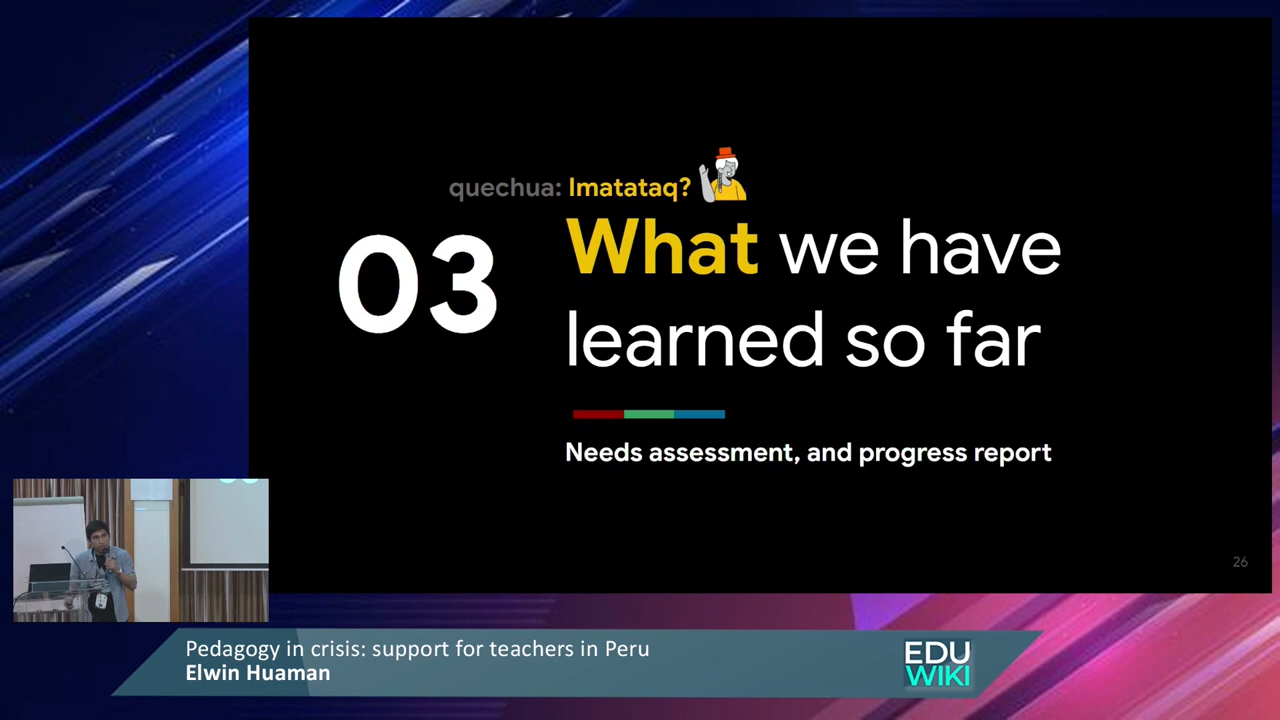 quechua: Imatataq?
03
What we have
learned so far
Needs assessment, and progress report
26
Pedagogy in crisis: support for teachers in Peru
Elwin Huaman
EDU
WIKI